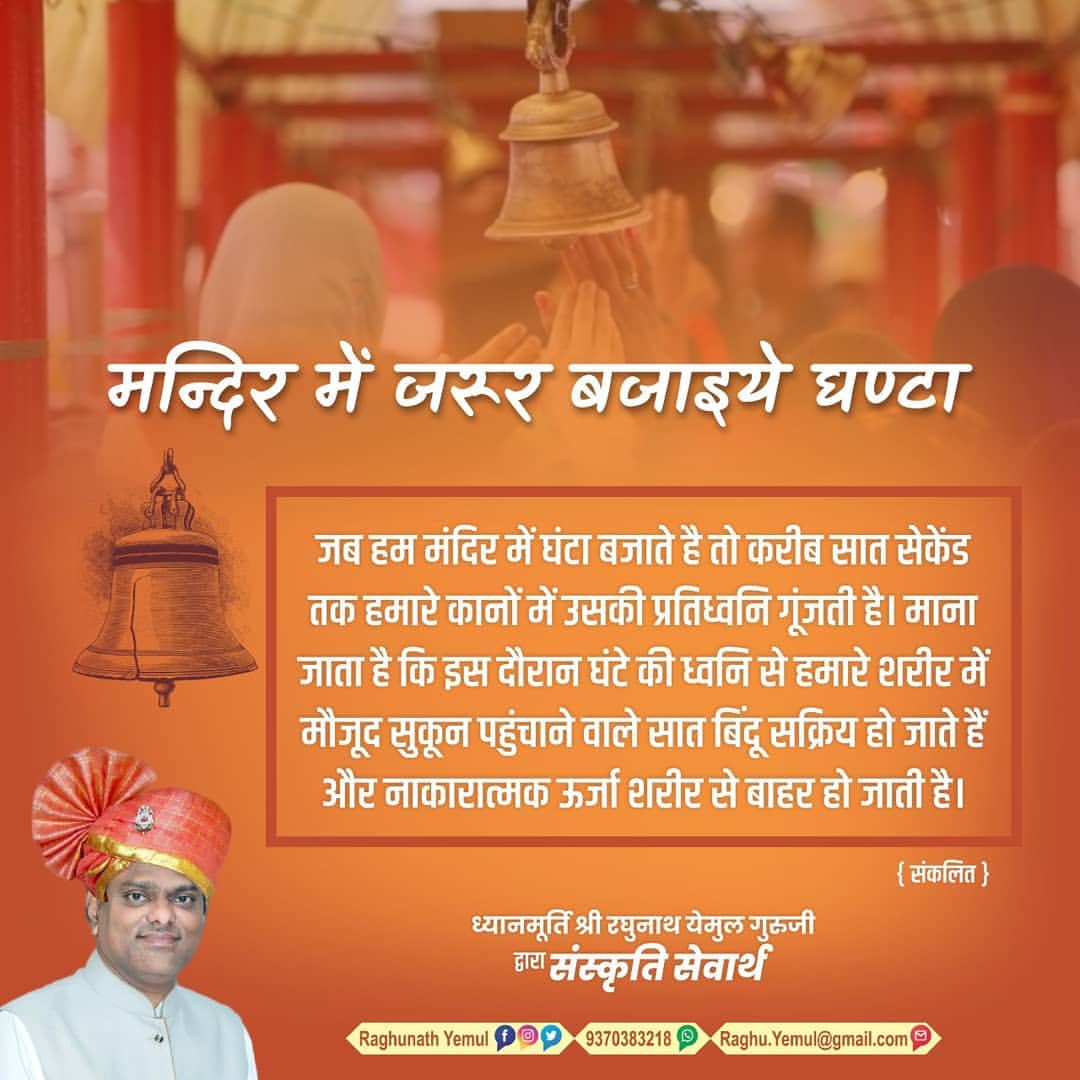 मन्दिर में जरूर बजाइये घण्टा
जब हम मंदिर में घंटा बजाते है तो करीब सात सेकेंड
तक हमारे कानों में उसकी प्रतिध्वनि गूंजती है। माना
जाता है कि इस दौरान घंटे की ध्वनि से हमारे शरीर में
मौजूद सुकून पहुंचाने वाले सात बिंदू सक्रिय हो जाते हैं
और नाकारात्मक ऊर्जा शरीर से बाहर हो जाती है।
{ संकलित }
ध्यानमूर्ति श्री रघुनाथ येमुल गुरुजी
द्वारा संस्कृति सेवार्थ
Raghunath Yemul 9370383218 Raghu.Yemul@gmail.com